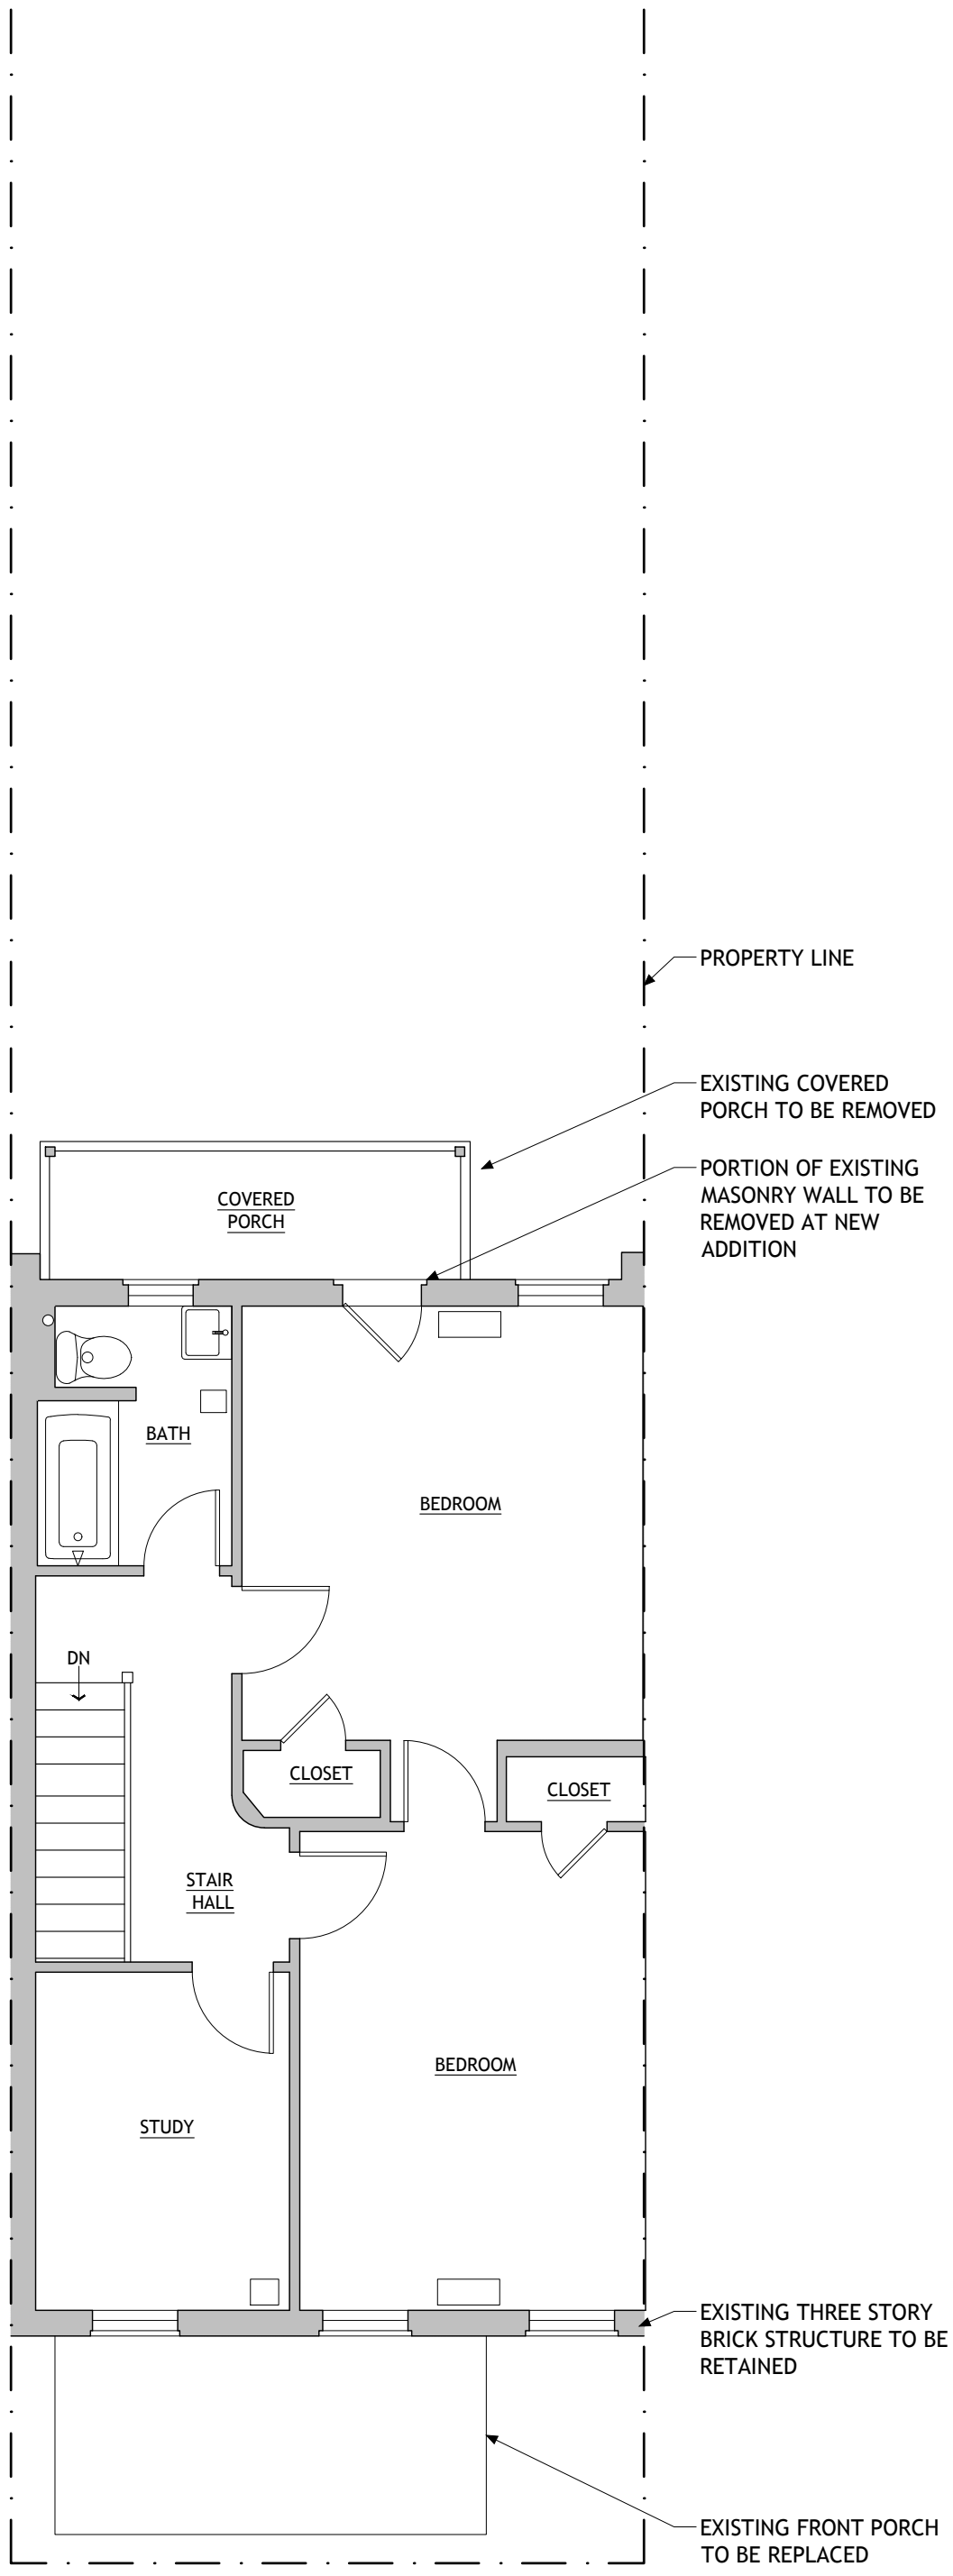 PROPERTY LINE
EXISTING COVERED
PORCH TO BE REMOVED
PORTION OF EXISTING
MASONRY WALL TO BE
REMOVED AT NEW
ADDITION
COVERED
PORCH
BATH
BEDROOM
DN
CLOSET
CLOSET
STAIR
HALL
BEDROOM
STUDY
EXISTING THREE STORY
BRICK STRUCTURE TO BE
RETAINED
EXISTING FRONT PORCH
TO BE REPLACED